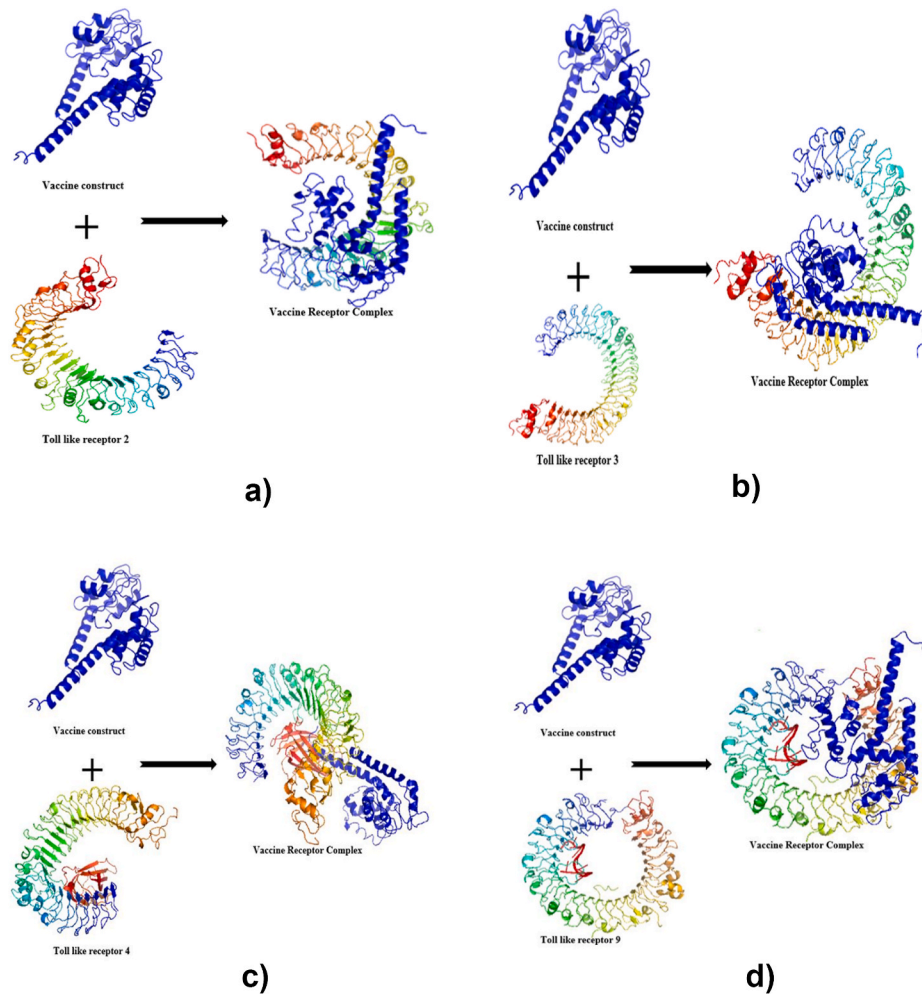 Vaccine construct
+
Toll like receptor 2
Vaccine Receptor Complex
a)
Vaccine construct
+
Toll like receptor 3
Vaccine Receptor Complex
b)
Vaccine construct
+
Toll like receptor 4
Vaccine Receptor Complex
c)
Vaccine construct
+
Toll like receptor 9
Vaccine Receptor Complex
d)